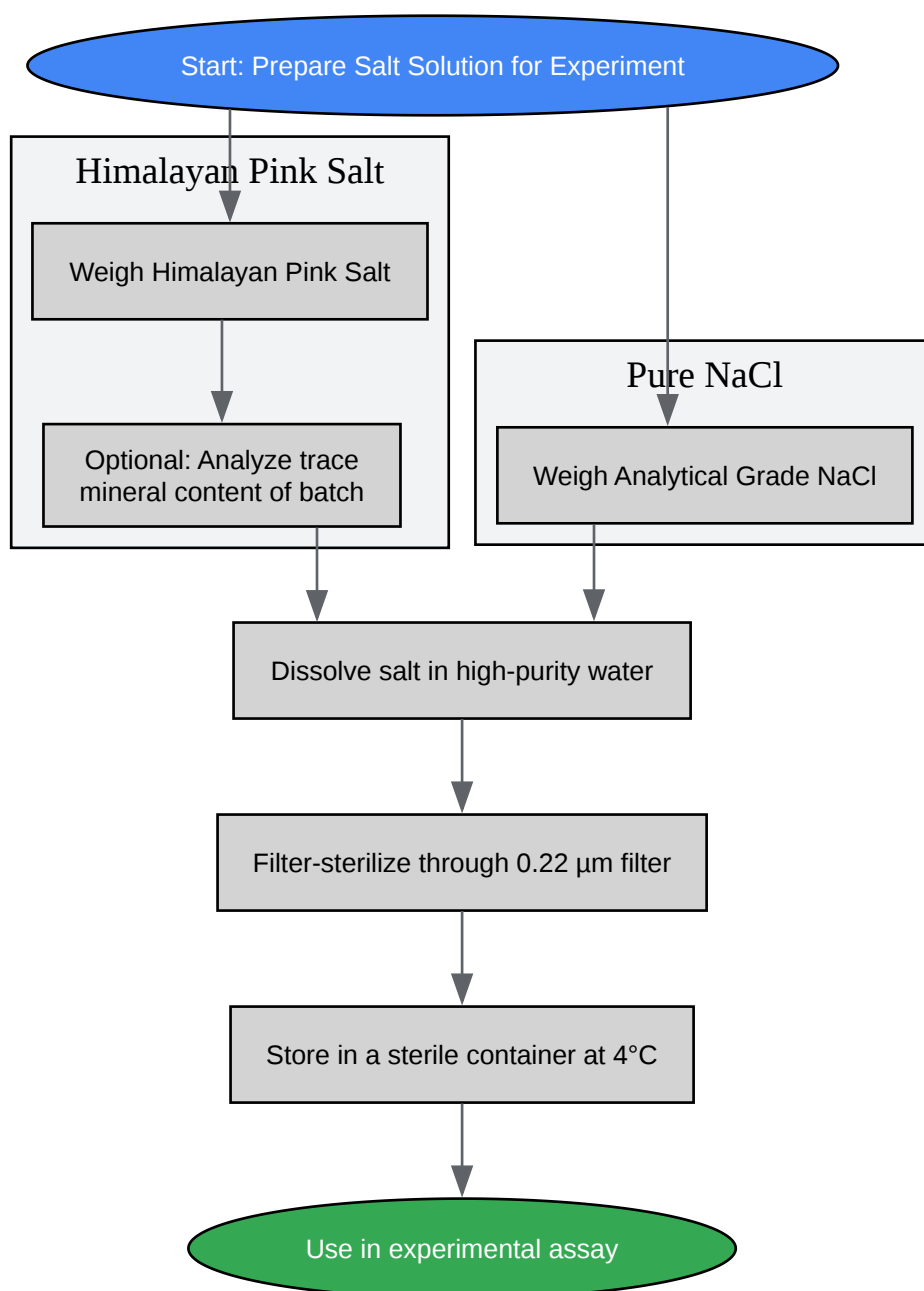 Start: Prepare Salt Solution for Experiment
Himalayan Pink Salt
Weigh Himalayan Pink Salt
Optional: Analyze trace
mineral content of batch
Pure NaCl
Weigh Analytical Grade NaCl
Dissolve salt in high-purity water
Filter-sterilize through 0.22 µm filter
Store in a sterile container at 4°C
Use in experimental assay